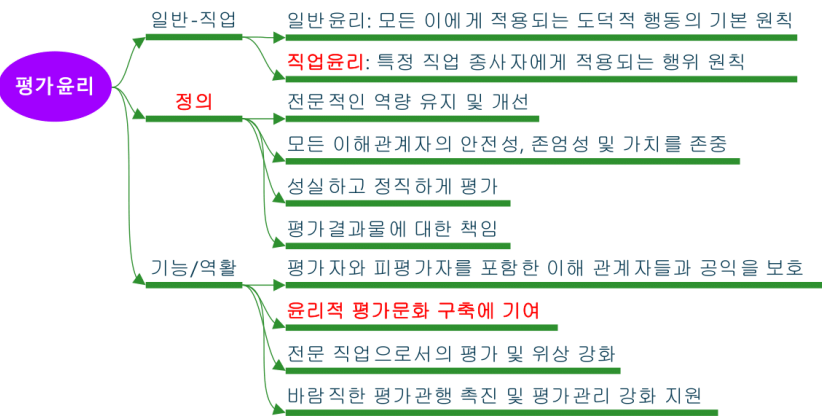 평가윤리
일반-직업
일반윤리: 모든 이에게 적용되는 도덕적 행동의 기본 원칙
직업윤리: 특정 직업 종사자에게 적용되는 행위 원칙
정의
전문적인 역량 유지 및 개선
모든 이해관계자의 안전성, 존엄성 및 가치를 존중
성실하고 정직하게 평가
평가결과물에 대한 책임
기능/역활
평가자와 피평가자를 포함한 이해 관계자들과 공익을 보호
윤리적 평가문화 구축에 기여
전문 직업으로서의 평가 및 위상 강화
바람직한 평가관행 촉진 및 평가관리 강화 지원